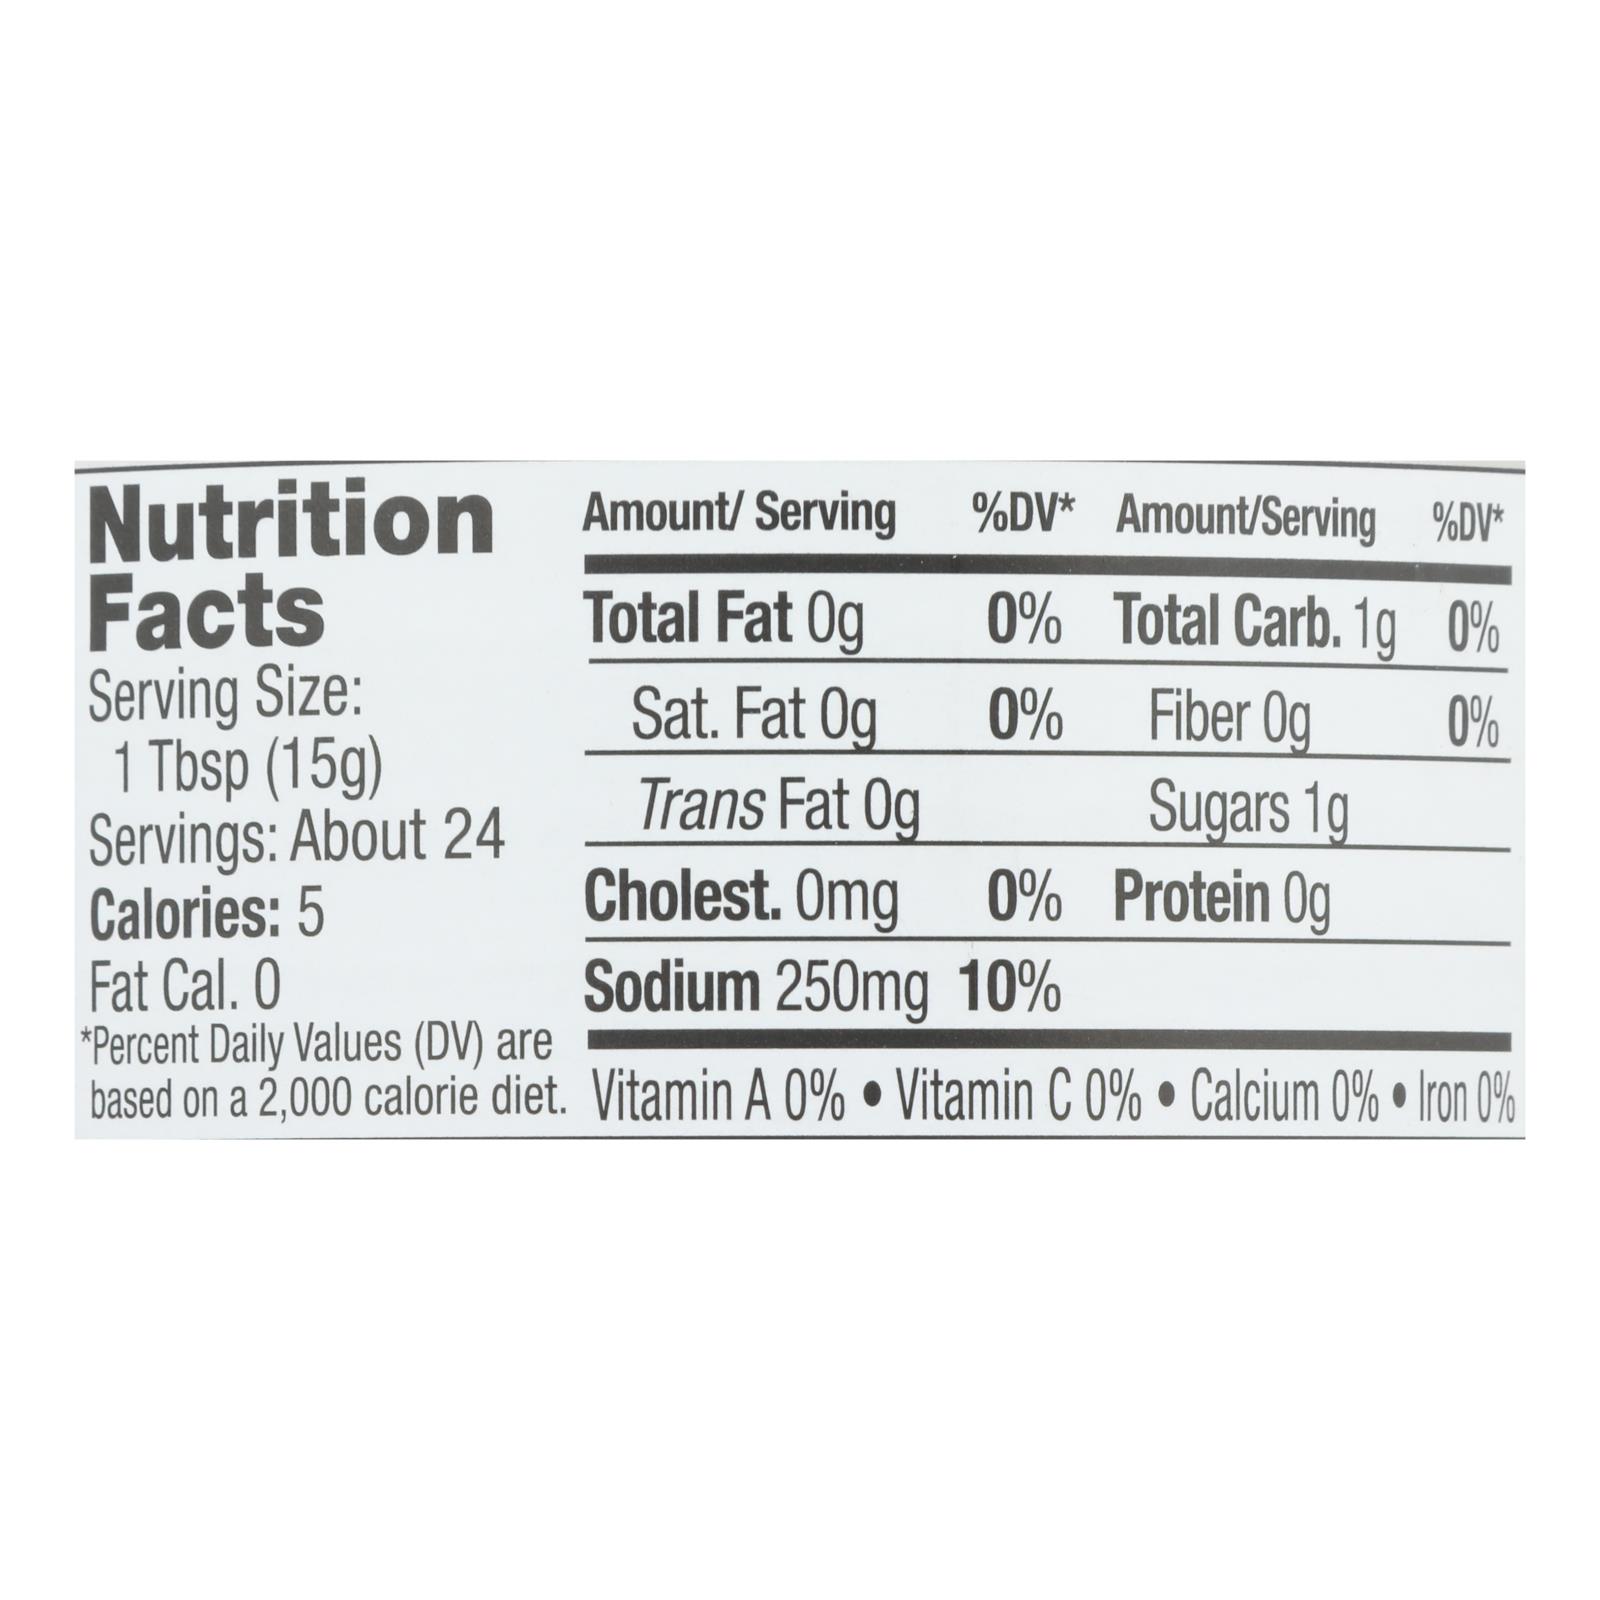 Nutrition
Facts
Serving Size:
1 Tbsp (15g)
Servings: About 24
Calories: 5
Fat Cal. 0
*Percent Daily Values (DV) are
based on a 2,000 calorie diet.
Amount/ Serving %DV* Amount/Serving %DV*
Total Fat 0g 0% Total Carb. 1g 0%
Sat. Fat 0g 0% Fiber 0g 0%
Trans Fat 0g Sugars 1g
Cholest. 0mg 0% Protein 0g
Sodium 250mg 10%
Vitamin A 0% • Vitamin C 0% • Calcium 0% • Iron 0%